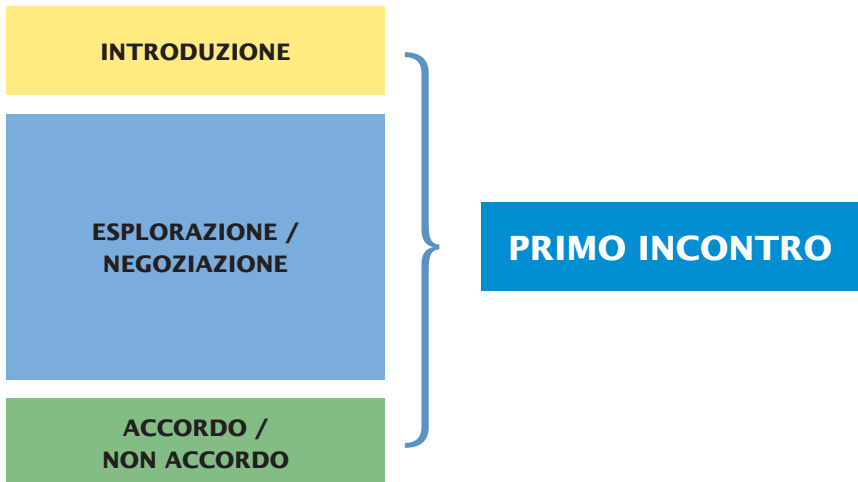 INTRODUZIONE
ESPLORAZIONE /
NEGOZIAZIONE
ACCORDO /
NON ACCORDO
PRIMO INCONTRO